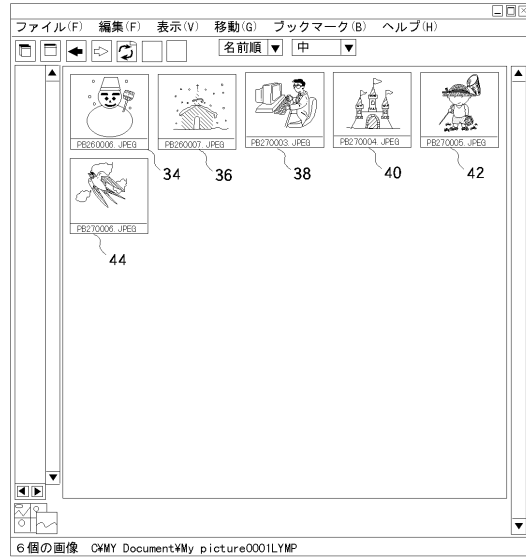 ファイル(F) 編集(F) 表示(V) 移動(G) ブックマーク(B) ヘルプ(H)
名前順 ▼ 中 ▼
PB260006. JPEG PB260007. JPEG PB270003. JPEG PB270004. JPEG PB270005. JPEG
34 36 38 40 42
PB270006. JPEG
44
6個の画像 C¥MY Document¥My picture0001LYMP